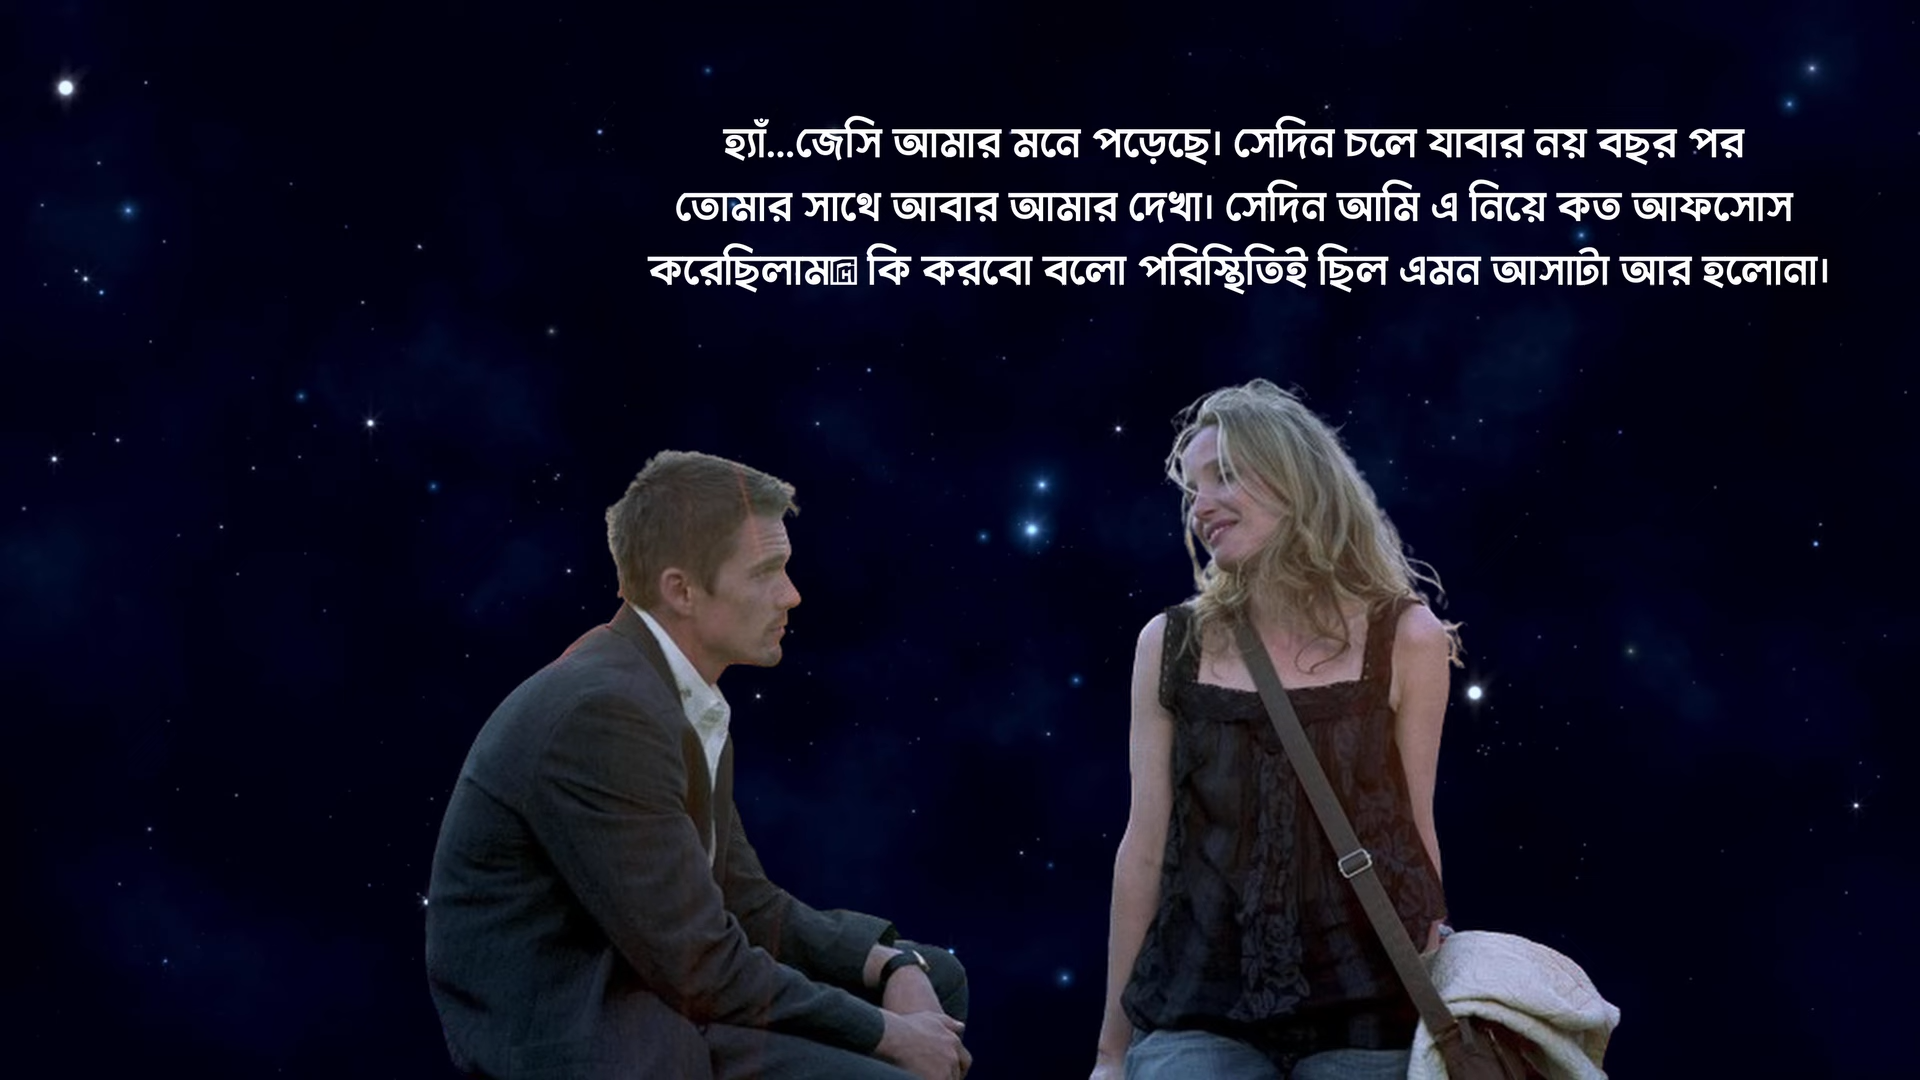 হ্যাঁ...জেসি আমার মনে পড়েছে। সেদিন চলে যাবার নয় বছর পর
তোমার সাথে আবার আমার দেখা। সেদিন আমি এ নিয়ে কত আফসোস
করেছিলাম কি করবো বলো পরিস্থিতিই ছিল এমন আসাটা আর হলোনা।